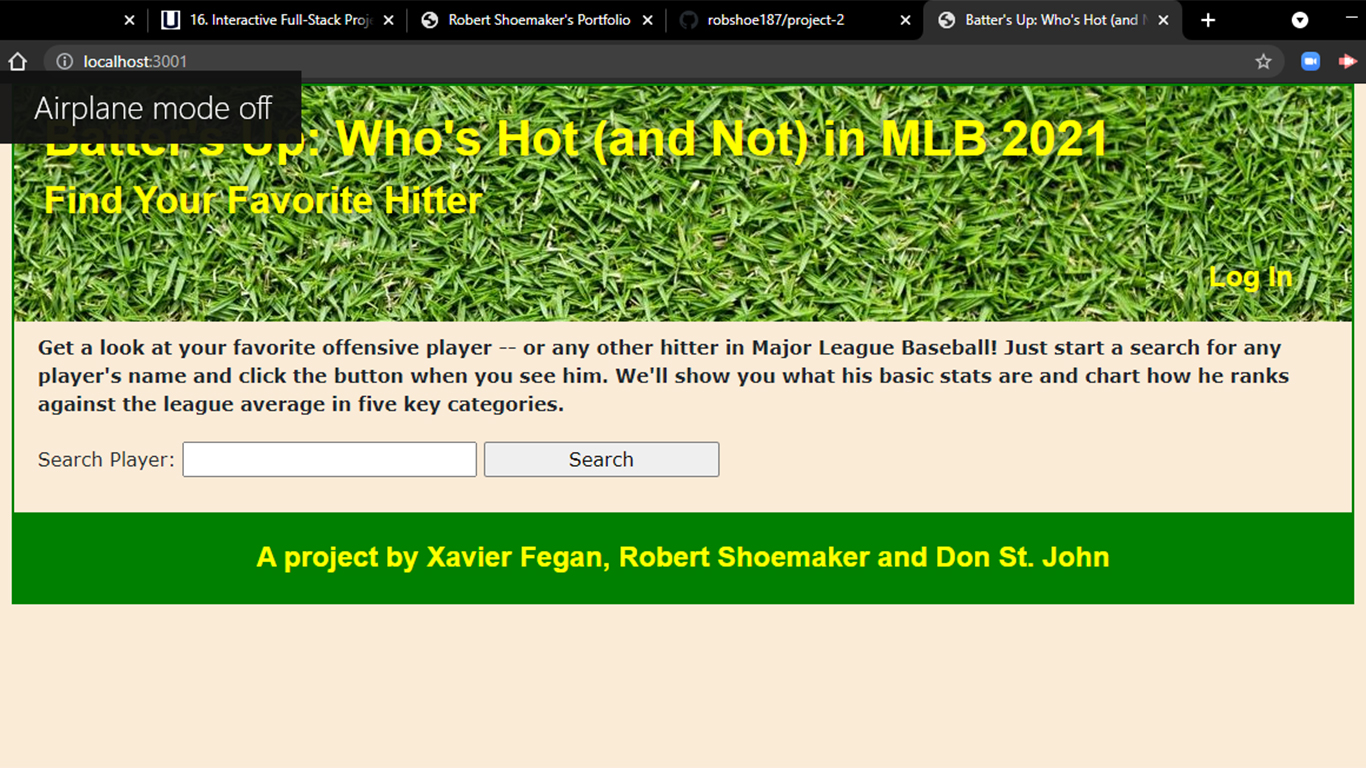 16. Interactive Full-Stack Proj
Robert Shoemaker's Portfolio
robshoe187/project-2
Batter's Up: Who's Hot (and N
localhost:3001
Airplane mode off
Batter's Up: Who's Hot (and Not) in MLB 2021
Find Your Favorite Hitter
Log In
Get a look at your favorite offensive player -- or any other hitter in Major League Baseball! Just start a search for any
player's name and click the button when you see him. We'll show you what his basic stats are and chart how he ranks
against the league average in five key categories.
Search Player:
Search
A project by Xavier Fegan, Robert Shoemaker and Don St. John